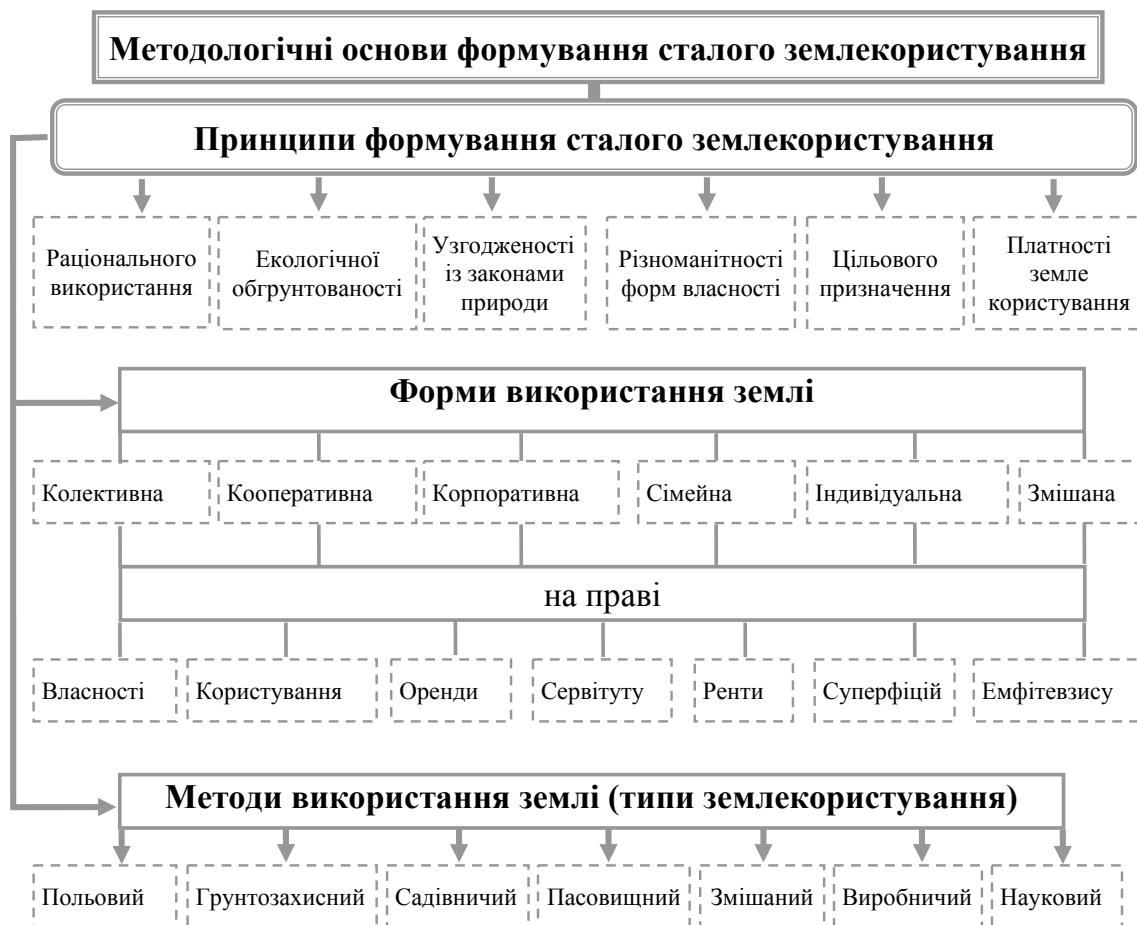 Методологічні основи формування сталого землекористування
Принципи формування сталого землекористування
Раціонального
використання
Екологічної
обгрунтованості
Узгодженості
із законами
природи
Різноманітності
форм власності
Цільового
призначення
Платності
земле
користування
Форми використання землі
Колективна
Кооперативна
Корпоративна
Сімейна
Індивідуальна
Змішана
на праві
Власності
Користування
Оренди
Сервітуту
Ренти
Суперфіцій
Емфітевзису
Методи використання землі (типи землекористування)
Польовий
Грунтозахисний
Садівничий
Пасовищний
Змішаний
Виробничий
Науковий